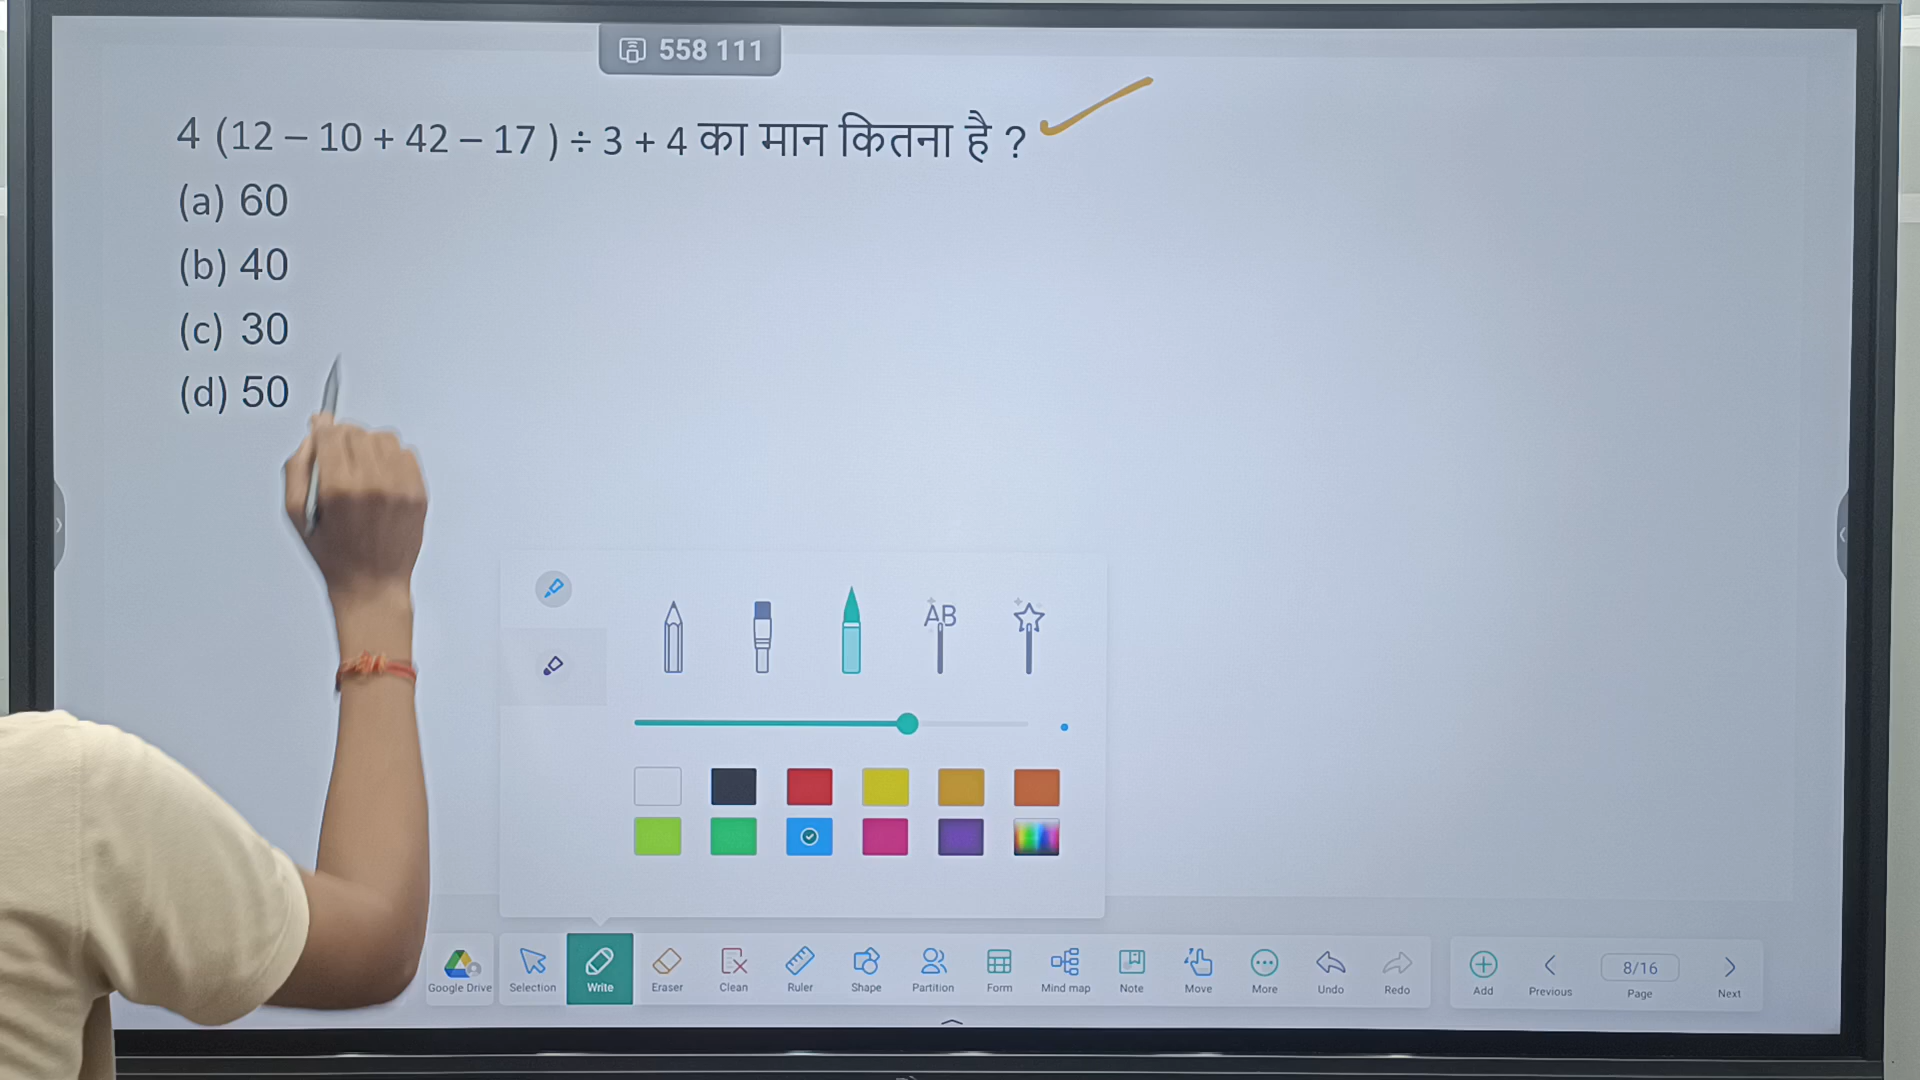 558 111
4 (12 – 10 + 42 – 17 ) ÷ 3 + 4 का मान कितना है ?
(a) 60
(b) 40
(c) 30
(d) 50
AB
Google Drive Selection Write Eraser Clean Ruler Shape Partition Form Mind map Note Move More Undo Redo Add Previous 8/16 Page Next